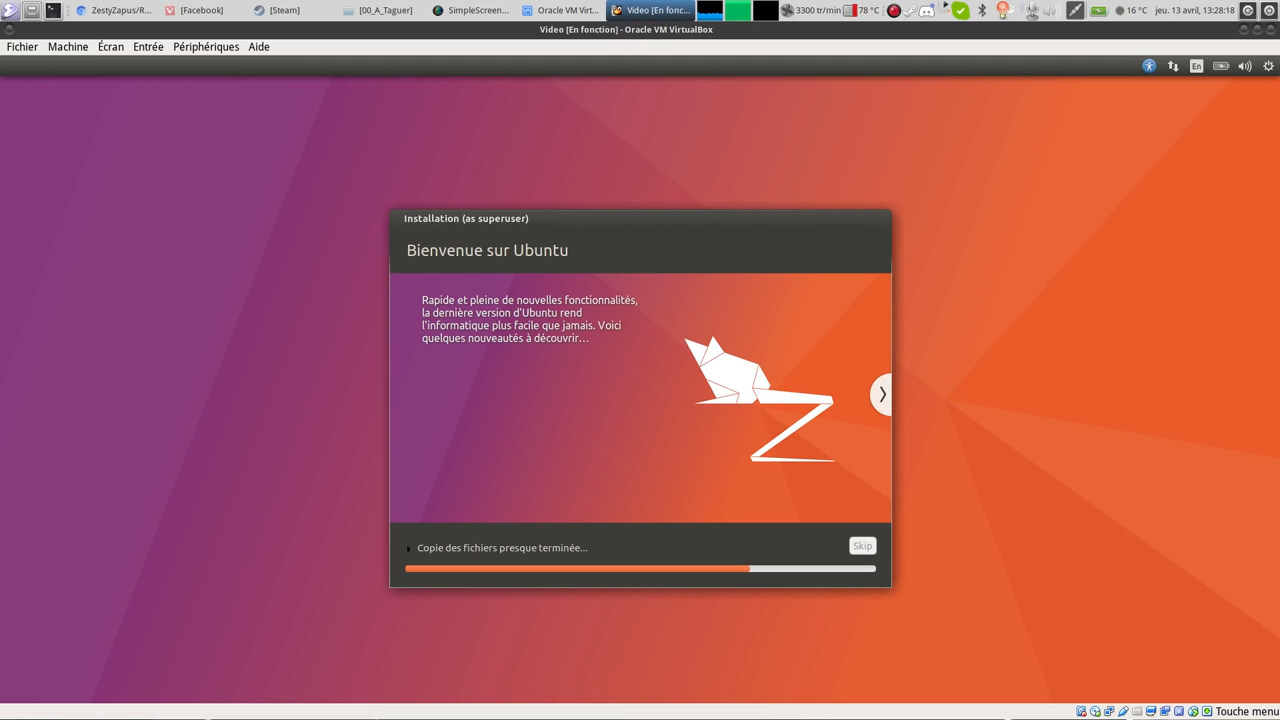 ZestyZapus/R...
[Facebook]
[Steam]
[00_A_Taguer]
SimpleScreen...
Oracle VM Virtu...
Video [En fonc...
3300 tr/min
78 °C
16 °C
jeu. 13 avril, 13:28:18
Video [En fonction] - Oracle VM VirtualBox
Fichier Machine Écran Entrée Périphériques Aide
En
Installation (as superuser)
Bienvenue sur Ubuntu
Rapide et pleine de nouvelles fonctionnalités,
la dernière version d'Ubuntu rend
l'informatique plus facile que jamais. Voici
quelques nouveautés à découvrir…
Copie des fichiers presque terminée...
Skip
Touche menu